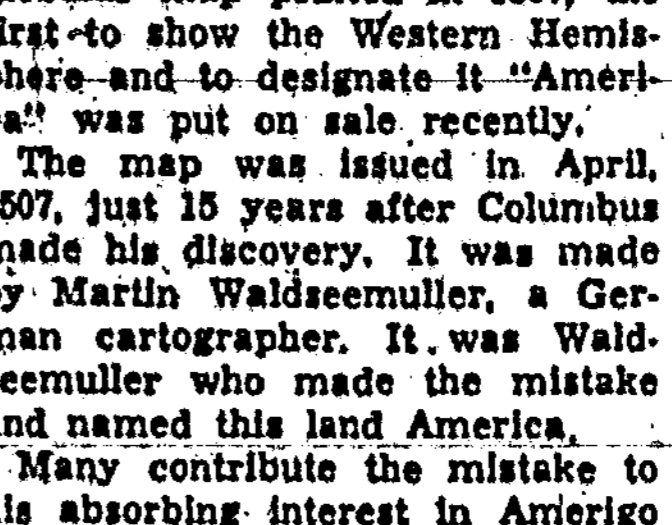 first to show the Western Hemis-
phere and to designate it "Ameri-
ca" was put on sale recently.
The map was issued in April,
1507, just 15 years after Columbus
made his discovery. It was made
by Martin Waldseemuller, a Ger-
man cartographer. It was Wald-
seemuller who made the mistake
and named this land America.
Many contribute the mistake to
his absorbing interest in Amerigo